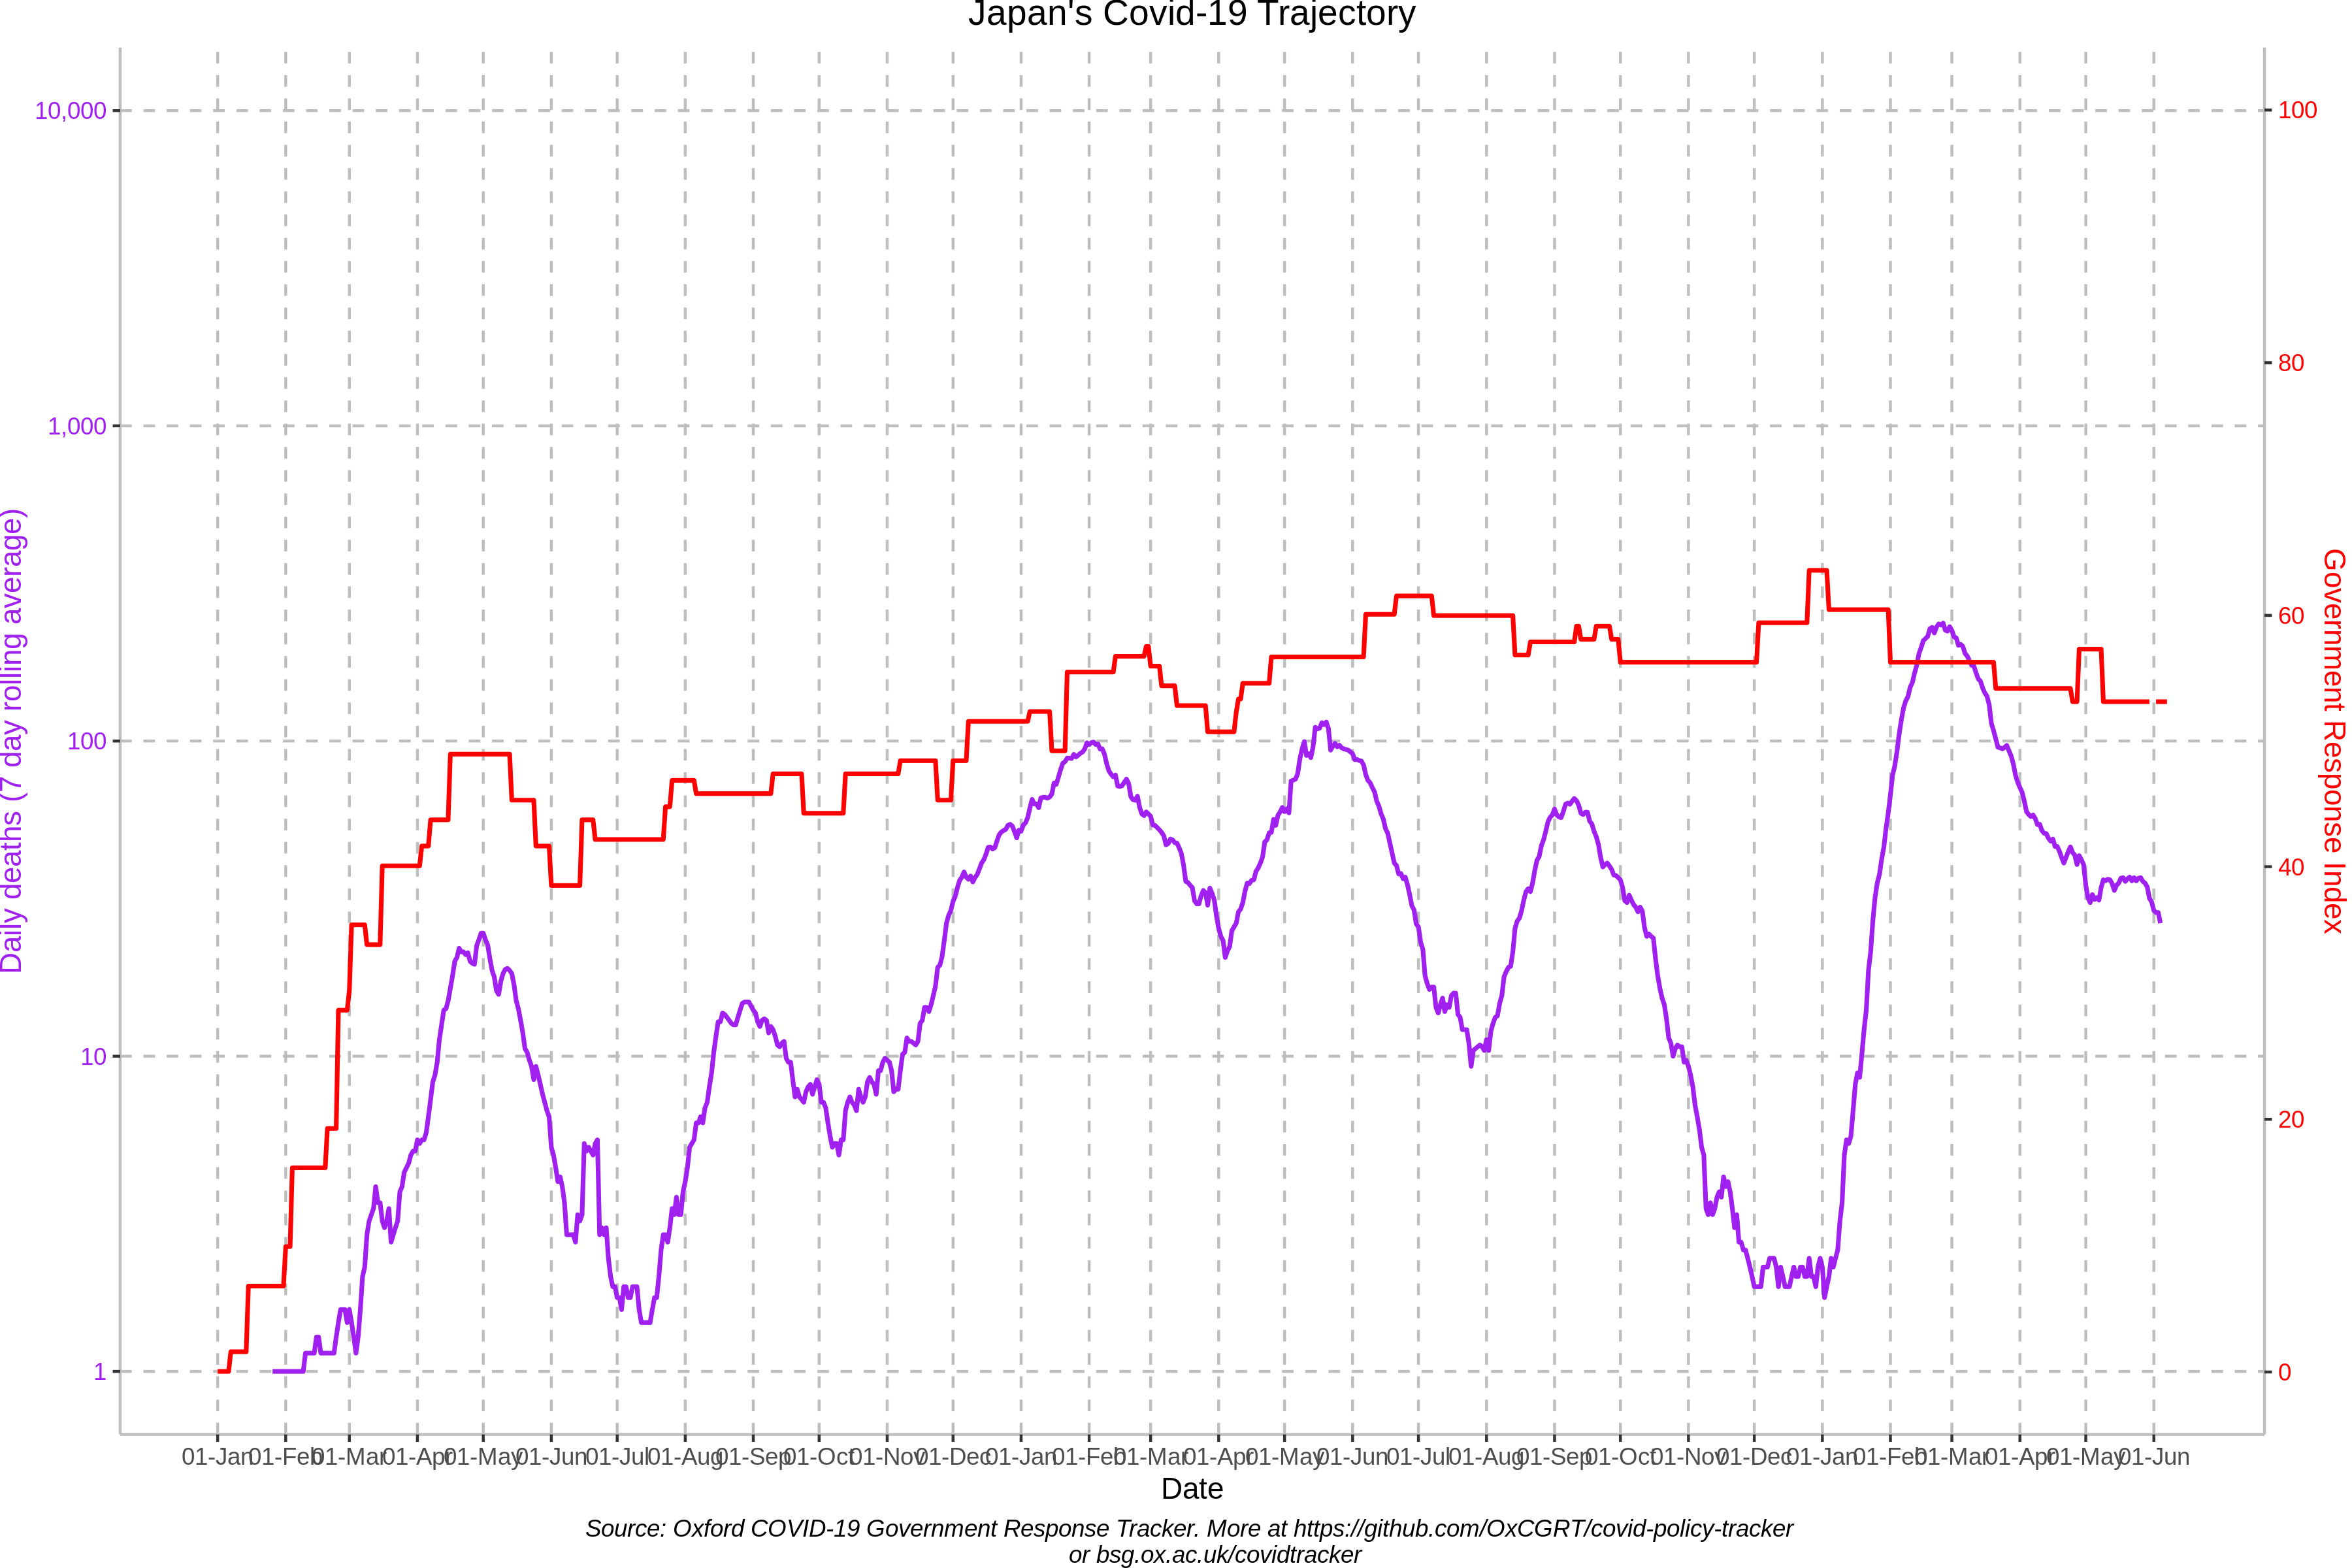 Japan's Covid-19 Trajectory
10,000
1,000
100
10
1
Daily deaths (7 day rolling average)
100
80
60
40
20
0
Government Response Index
01-Jan 01-Feb 01-Mar 01-Apr 01-May 01-Jun 01-Jul 01-Aug 01-Sep 01-Oct 01-Nov 01-Dec 01-Jan 01-Feb 01-Mar 01-Apr 01-May 01-Jun 01-Jul 01-Aug 01-Sep 01-Oct 01-Nov 01-Dec 01-Jan 01-Feb 01-Mar 01-Apr 01-May 01-Jun
Date
Source: Oxford COVID-19 Government Response Tracker. More at https://github.com/OxCGRT/covid-policy-tracker
or bsg.ox.ac.uk/covidtracker